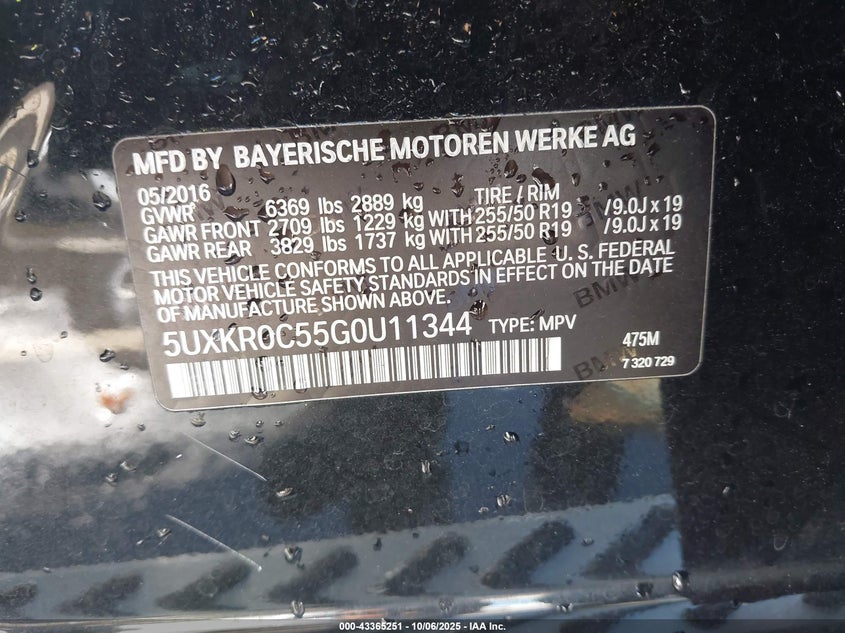 MFD BY BAYERISCHE MOTOREN WERKE AG
05/2016 TIRE / RIM
GVWR 6369 lbs 2889 kg
GAWR FRONT 2709 lbs 1229 kg WITH 255/50 R19 /9.0J x 19
GAWR REAR 3829 lbs 1737 kg WITH 255/50 R19 /9.0J x 19
THIS VEHICLE CONFORMS TO ALL APPLICABLE U. S. FEDERAL
MOTOR VEHICLE SAFETY STANDARDS IN EFFECT ON THE DATE
OF MANUFACTURE SHOWN ABOVE.
5UXKR0C55G0U11344 TYPE: MPV 475M
7 320 729
000-43365251 - 10/06/2025 - IAA Inc.